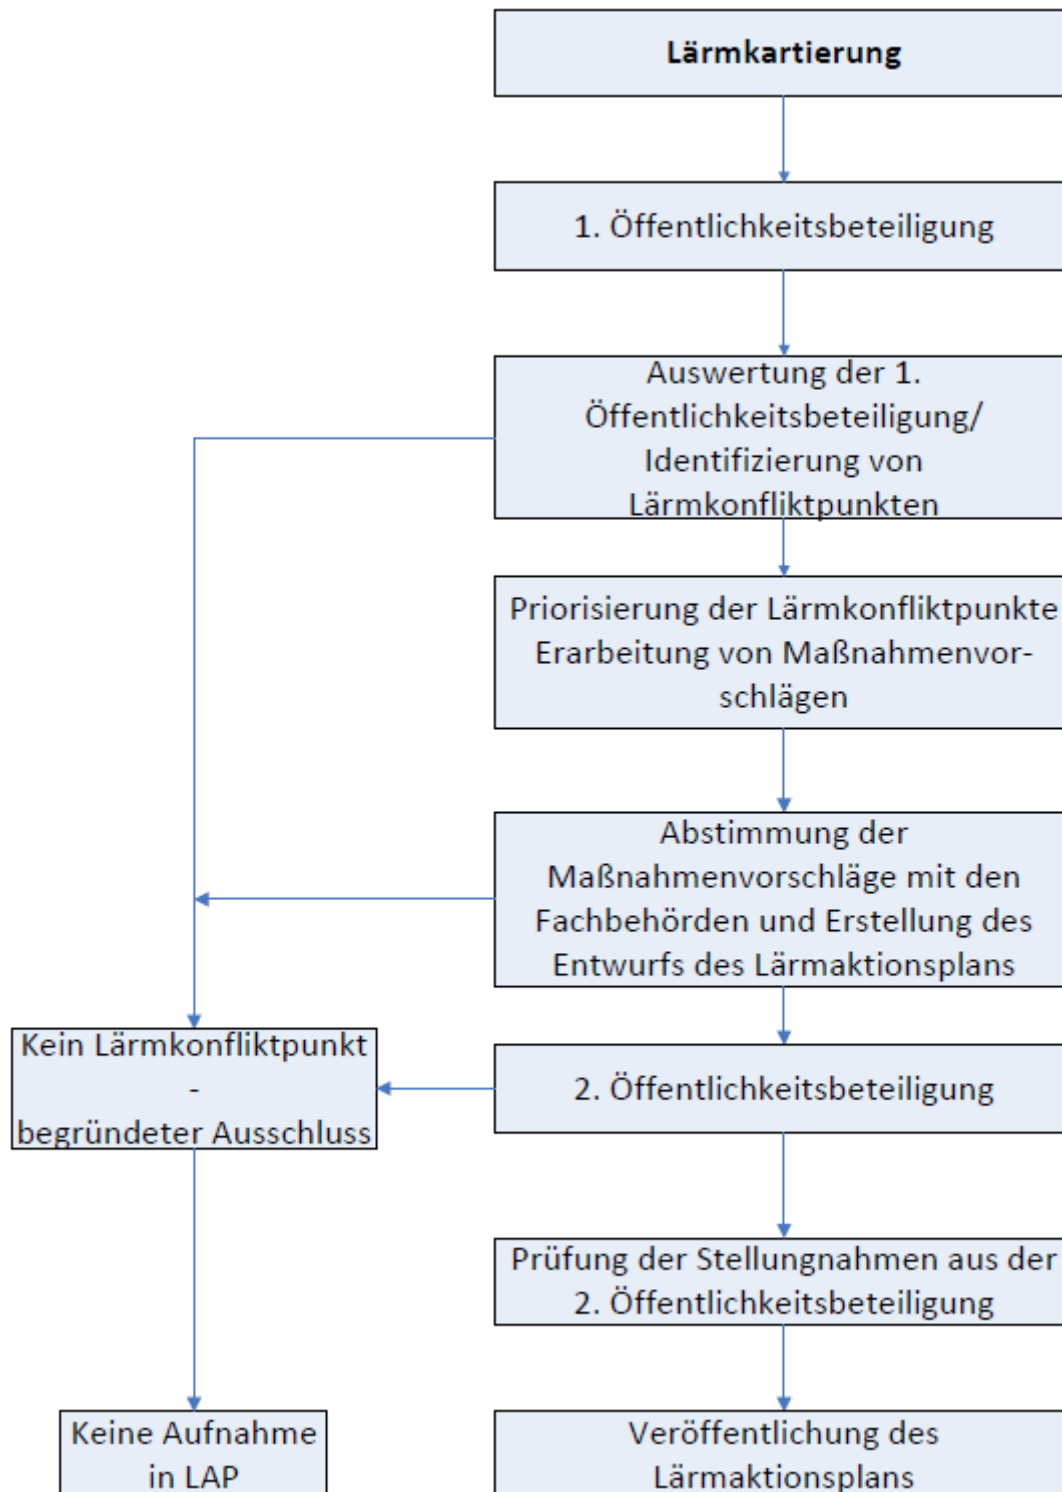 Lärmkartierung
1. Öffentlichkeitsbeteiligung
Auswertung der 1.
Öffentlichkeitsbeteiligung/
Identifizierung von
Lärmkonfliktpunkten
Priorisierung der Lärmkonfliktpunkte
Erarbeitung von Maßnahmenvor-
schlägen
Abstimmung der
Maßnahmenvorschläge mit den
Fachbehörden und Erstellung des
Entwurfs des Lärmaktionsplans
Kein Lärmkonfliktpunkt
-
begründeter Ausschluss
2. Öffentlichkeitsbeteiligung
Prüfung der Stellungnahmen aus der
2. Öffentlichkeitsbeteiligung
Keine Aufnahme
in LAP
Veröffentlichung des
Lärmaktionsplans